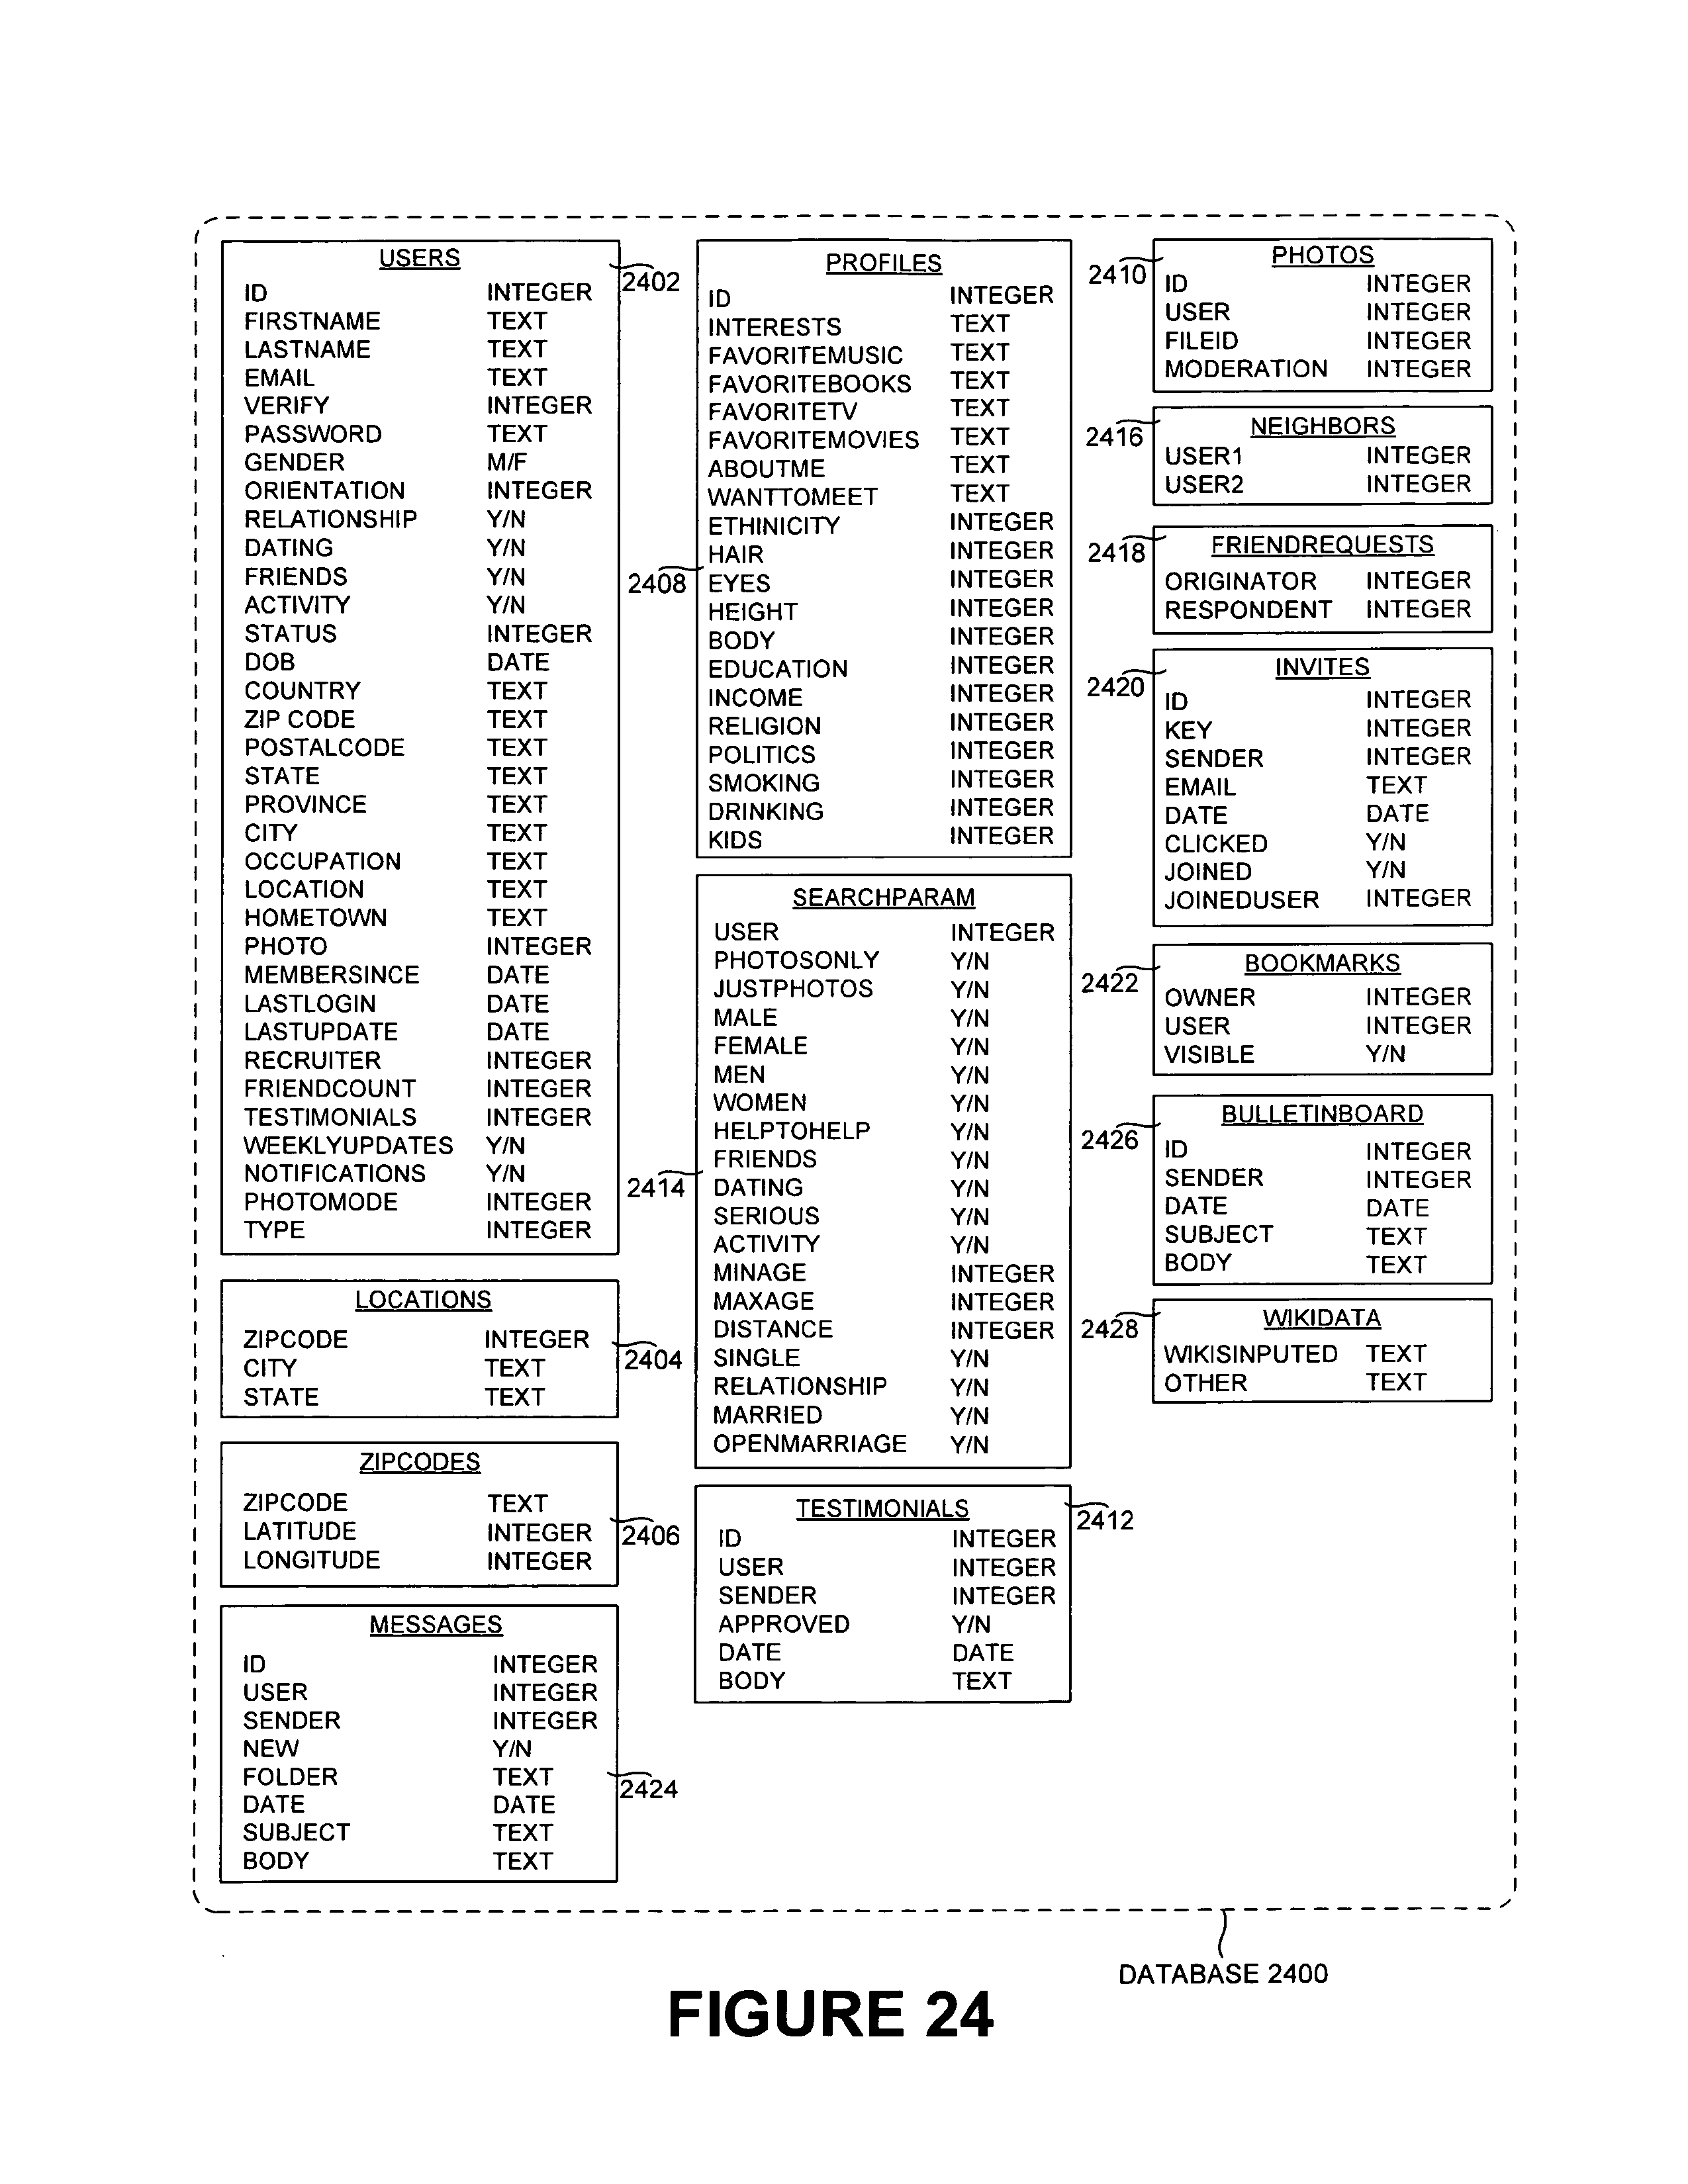 USERS
ID INTEGER
FIRSTNAME TEXT
LASTNAME TEXT
EMAIL TEXT
VERIFY INTEGER
PASSWORD TEXT
GENDER M/F
ORIENTATION INTEGER
RELATIONSHIP Y/N
DATING Y/N
FRIENDS Y/N
ACTIVITY Y/N
STATUS INTEGER
DOB DATE
COUNTRY TEXT
ZIP CODE TEXT
POSTALCODE TEXT
STATE TEXT
PROVINCE TEXT
CITY TEXT
OCCUPATION TEXT
LOCATION TEXT
HOMETOWN TEXT
PHOTO INTEGER
MEMBERSINCE DATE
LASTLOGIN DATE
LASTUPDATE DATE
RECRUITER INTEGER
FRIENDCOUNT INTEGER
TESTIMONIALS INTEGER
WEEKLYUPDATES Y/N
NOTIFICATIONS Y/N
PHOTOMODE INTEGER
TYPE INTEGER
2402
LOCATIONS
ZIPCODE INTEGER
CITY TEXT
STATE TEXT
2404
ZIPCODES
ZIPCODE TEXT
LATITUDE INTEGER
LONGITUDE INTEGER
2406
MESSAGES
ID INTEGER
USER INTEGER
SENDER INTEGER
NEW Y/N
FOLDER TEXT
DATE DATE
SUBJECT TEXT
BODY TEXT
2424
PROFILES
ID INTEGER
INTERESTS TEXT
FAVORITEMUSIC TEXT
FAVORITEBOOKS TEXT
FAVORITETV TEXT
FAVORITEMOVIES TEXT
ABOUTME TEXT
WANTTOMEET TEXT
ETHINICITY INTEGER
HAIR INTEGER
EYES INTEGER
HEIGHT INTEGER
BODY INTEGER
EDUCATION INTEGER
INCOME INTEGER
RELIGION INTEGER
POLITICS INTEGER
SMOKING INTEGER
DRINKING INTEGER
KIDS INTEGER
2408
SEARCHPARAM
USER INTEGER
PHOTOSONLY Y/N
JUSTPHOTOS Y/N
MALE Y/N
FEMALE Y/N
MEN Y/N
WOMEN Y/N
HELPTOHELP Y/N
FRIENDS Y/N
DATING Y/N
SERIOUS Y/N
ACTIVITY Y/N
MINAGE INTEGER
MAXAGE INTEGER
DISTANCE INTEGER
SINGLE Y/N
RELATIONSHIP Y/N
MARRIED Y/N
OPENMARRIAGE Y/N
2414
TESTIMONIALS
ID INTEGER
USER INTEGER
SENDER INTEGER
APPROVED Y/N
DATE DATE
BODY TEXT
2412
PHOTOS
2410
ID INTEGER
USER INTEGER
FILEID INTEGER
MODERATION INTEGER
NEIGHBORS
2416
USER1 INTEGER
USER2 INTEGER
FRIENDREQUESTS
2418
ORIGINATOR INTEGER
RESPONDENT INTEGER
INVITES
2420
ID INTEGER
KEY INTEGER
SENDER INTEGER
EMAIL TEXT
DATE DATE
CLICKED Y/N
JOINED Y/N
JOINEDUSER INTEGER
BOOKMARKS
2422
OWNER INTEGER
USER INTEGER
VISIBLE Y/N
BULLETINBOARD
2426
ID INTEGER
SENDER INTEGER
DATE DATE
SUBJECT TEXT
BODY TEXT
WIKIDATA
2428
WIKISINPUTED TEXT
OTHER TEXT
DATABASE 2400
FIGURE 24